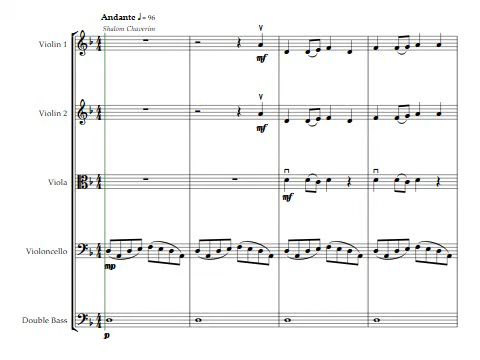 Andante ♩= 96
Shalom Chaverim
Violin 1
mf
Violin 2
mf
Viola
mf
Violoncello
mp
Double Bass
p